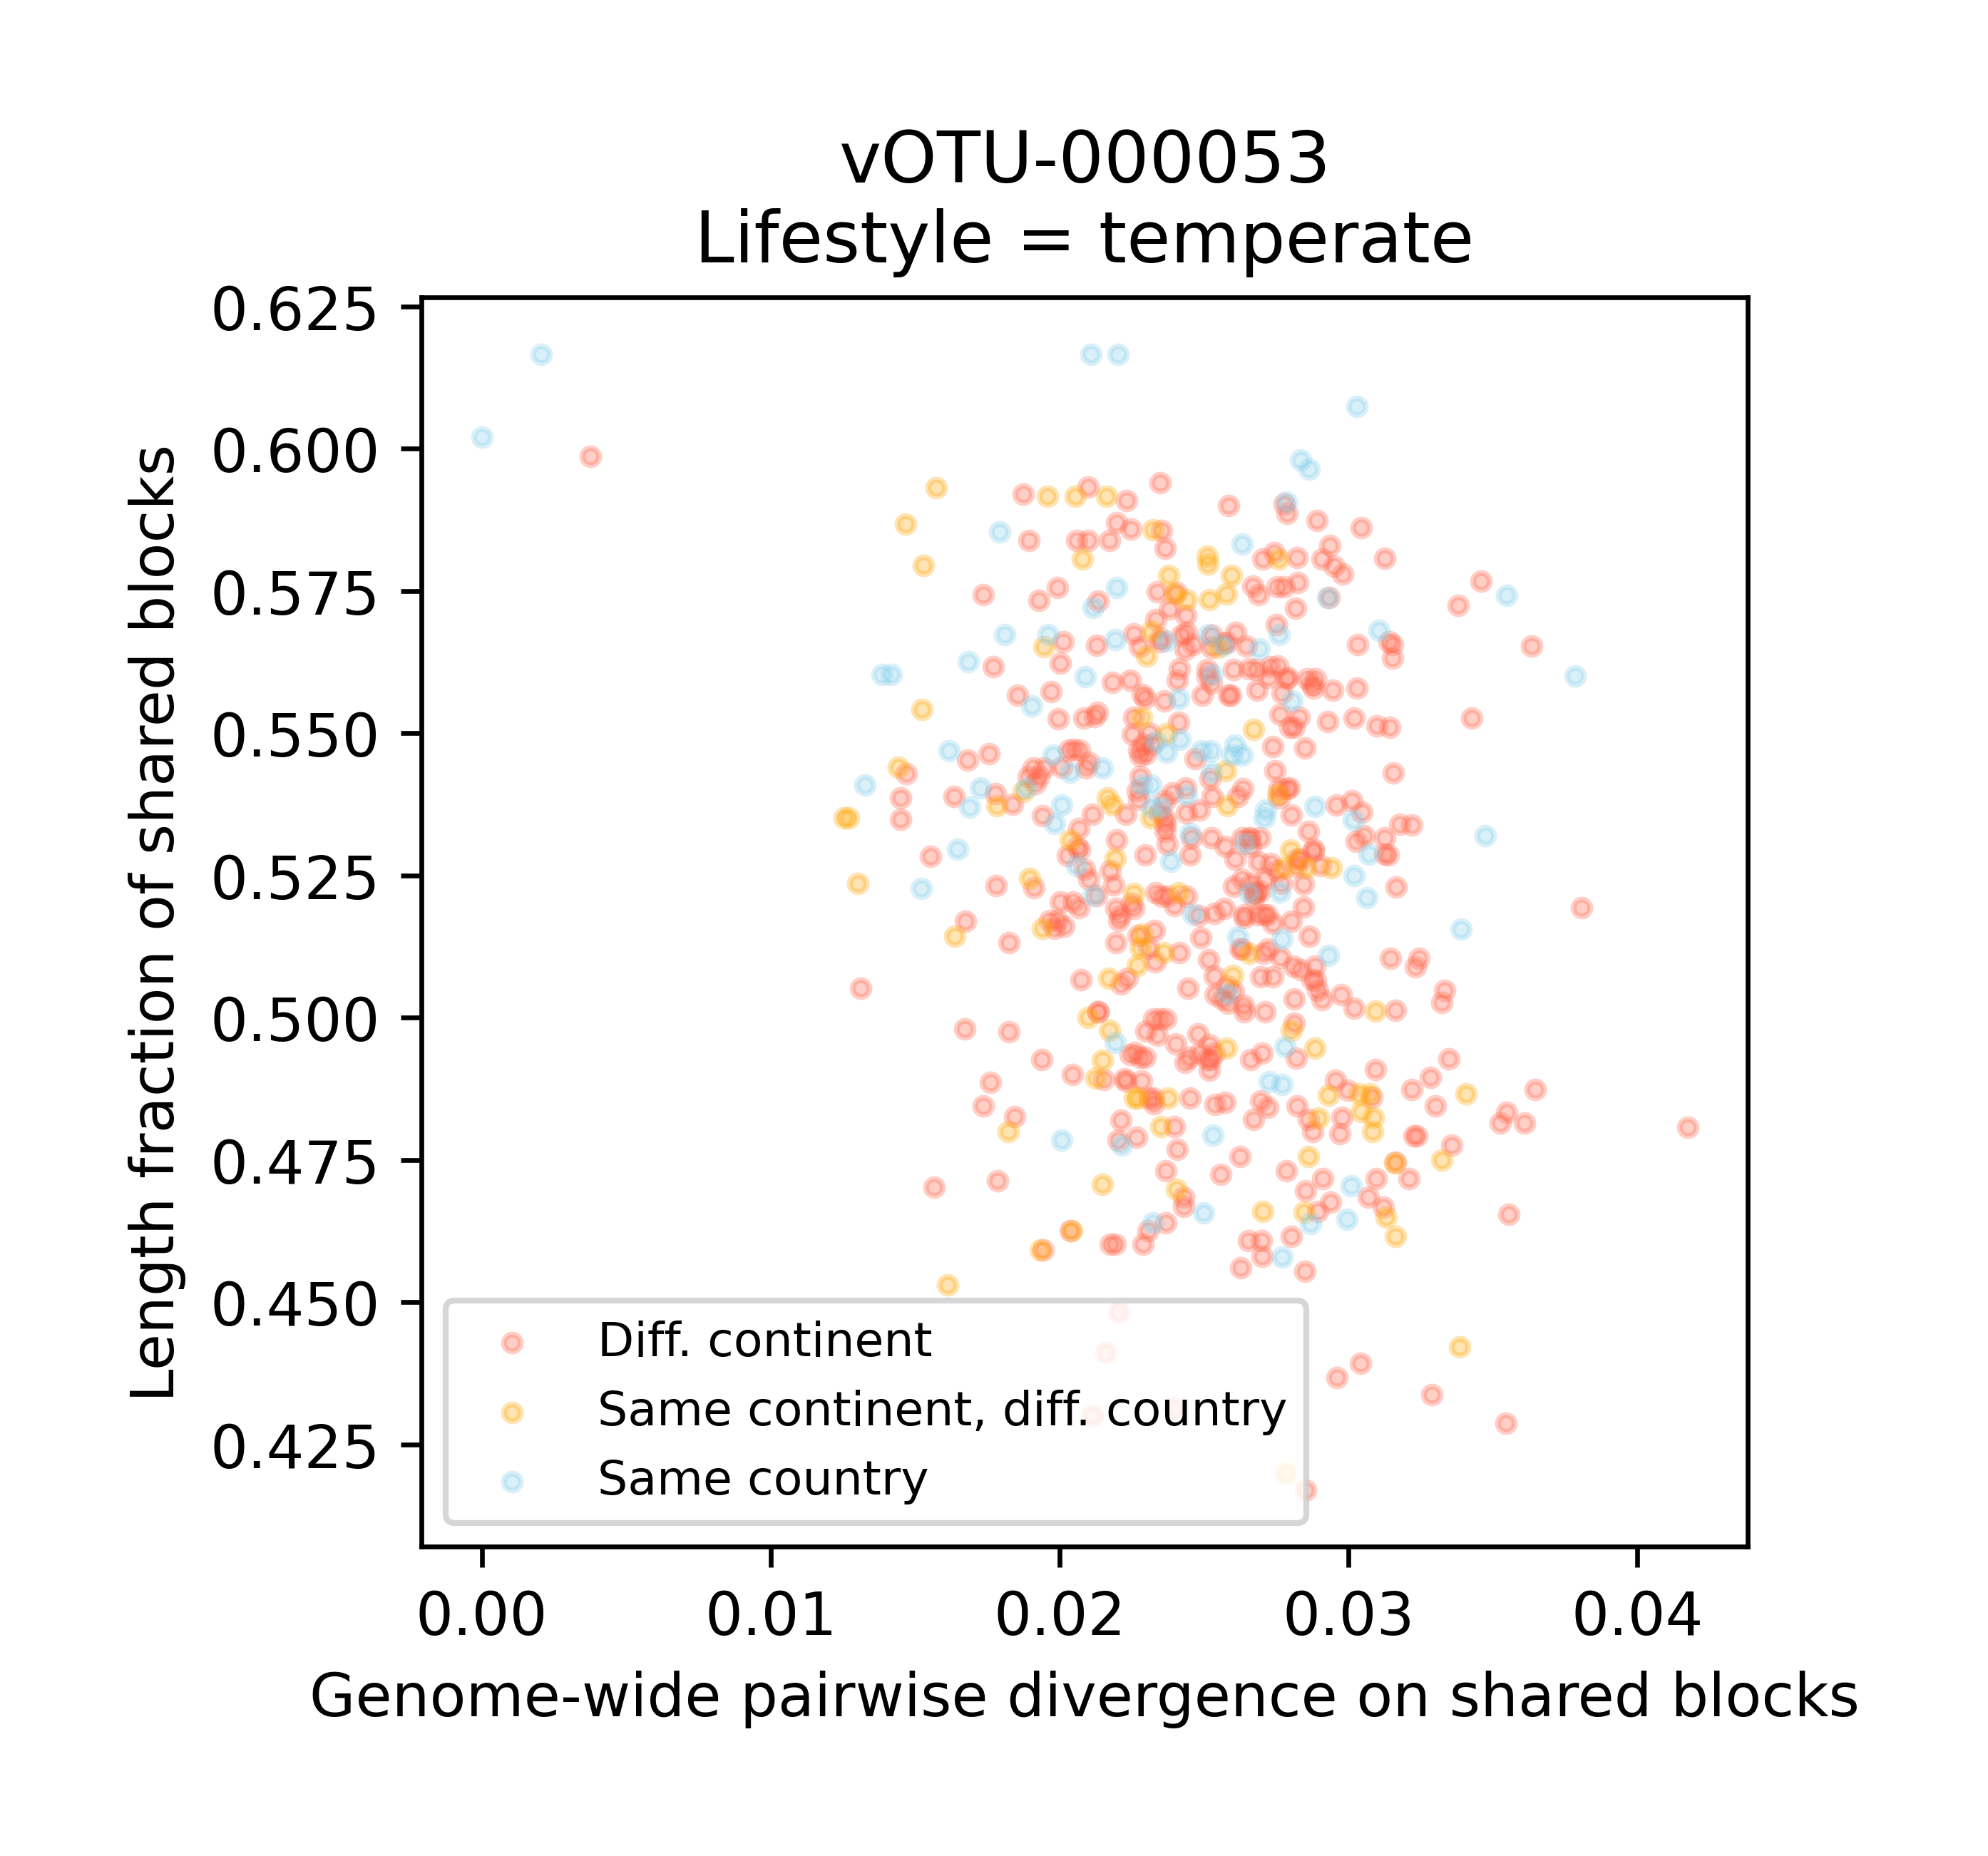 vOTU-000053
Lifestyle = temperate
0.625
0.600
0.575
0.550
0.525
0.500
0.475
0.450
0.425
Length fraction of shared blocks
Diff. continent
Same continent, diff. country
Same country
0.00 0.01 0.02 0.03 0.04
Genome-wide pairwise divergence on shared blocks